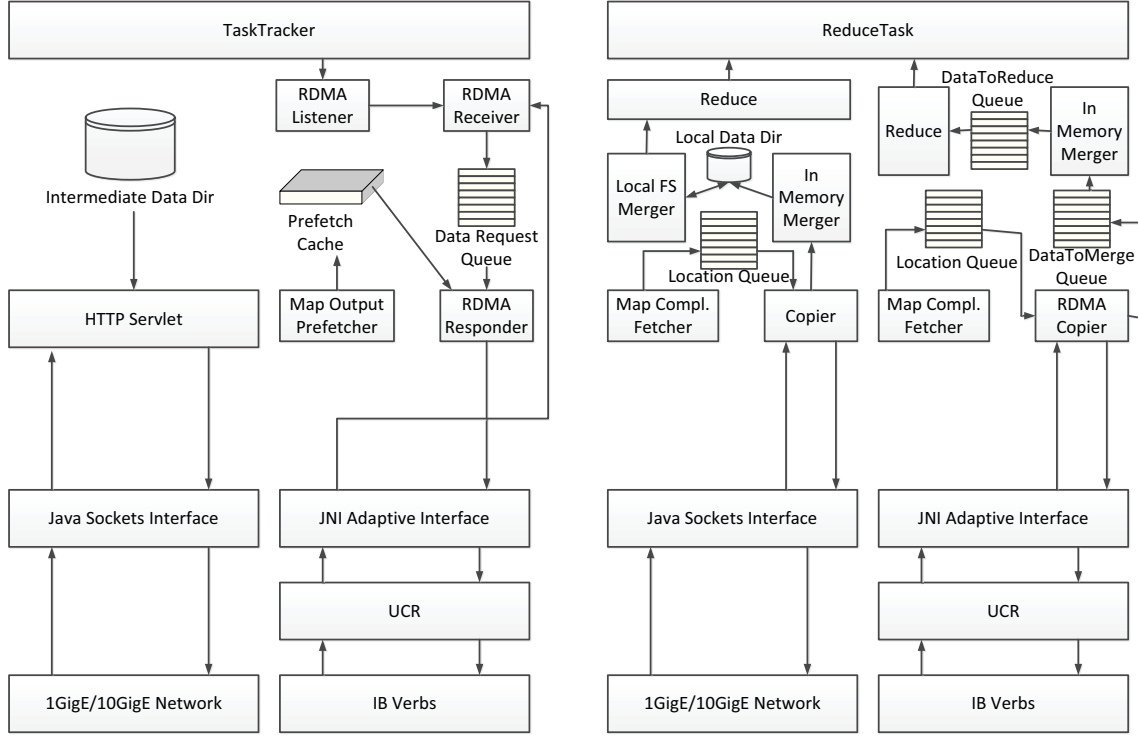 TaskTracker
RDMA
Listener
RDMA
Receiver
Intermediate Data Dir
Prefetch
Cache
Data Request
Queue
HTTP Servlet
Map Output
Prefetcher
RDMA
Responder
Java Sockets Interface
JNI Adaptive Interface
UCR
1GigE/10GigE Network
IB Verbs
ReduceTask
Reduce
Local Data Dir
Local FS
Merger
In
Memory
Merger
Location Queue
Map Compl.
Fetcher
Copier
DataToReduce
Queue
Reduce
In
Memory
Merger
Location Queue
DataToMerge
Queue
Map Compl.
Fetcher
RDMA
Copier
Java Sockets Interface
JNI Adaptive Interface
UCR
1GigE/10GigE Network
IB Verbs